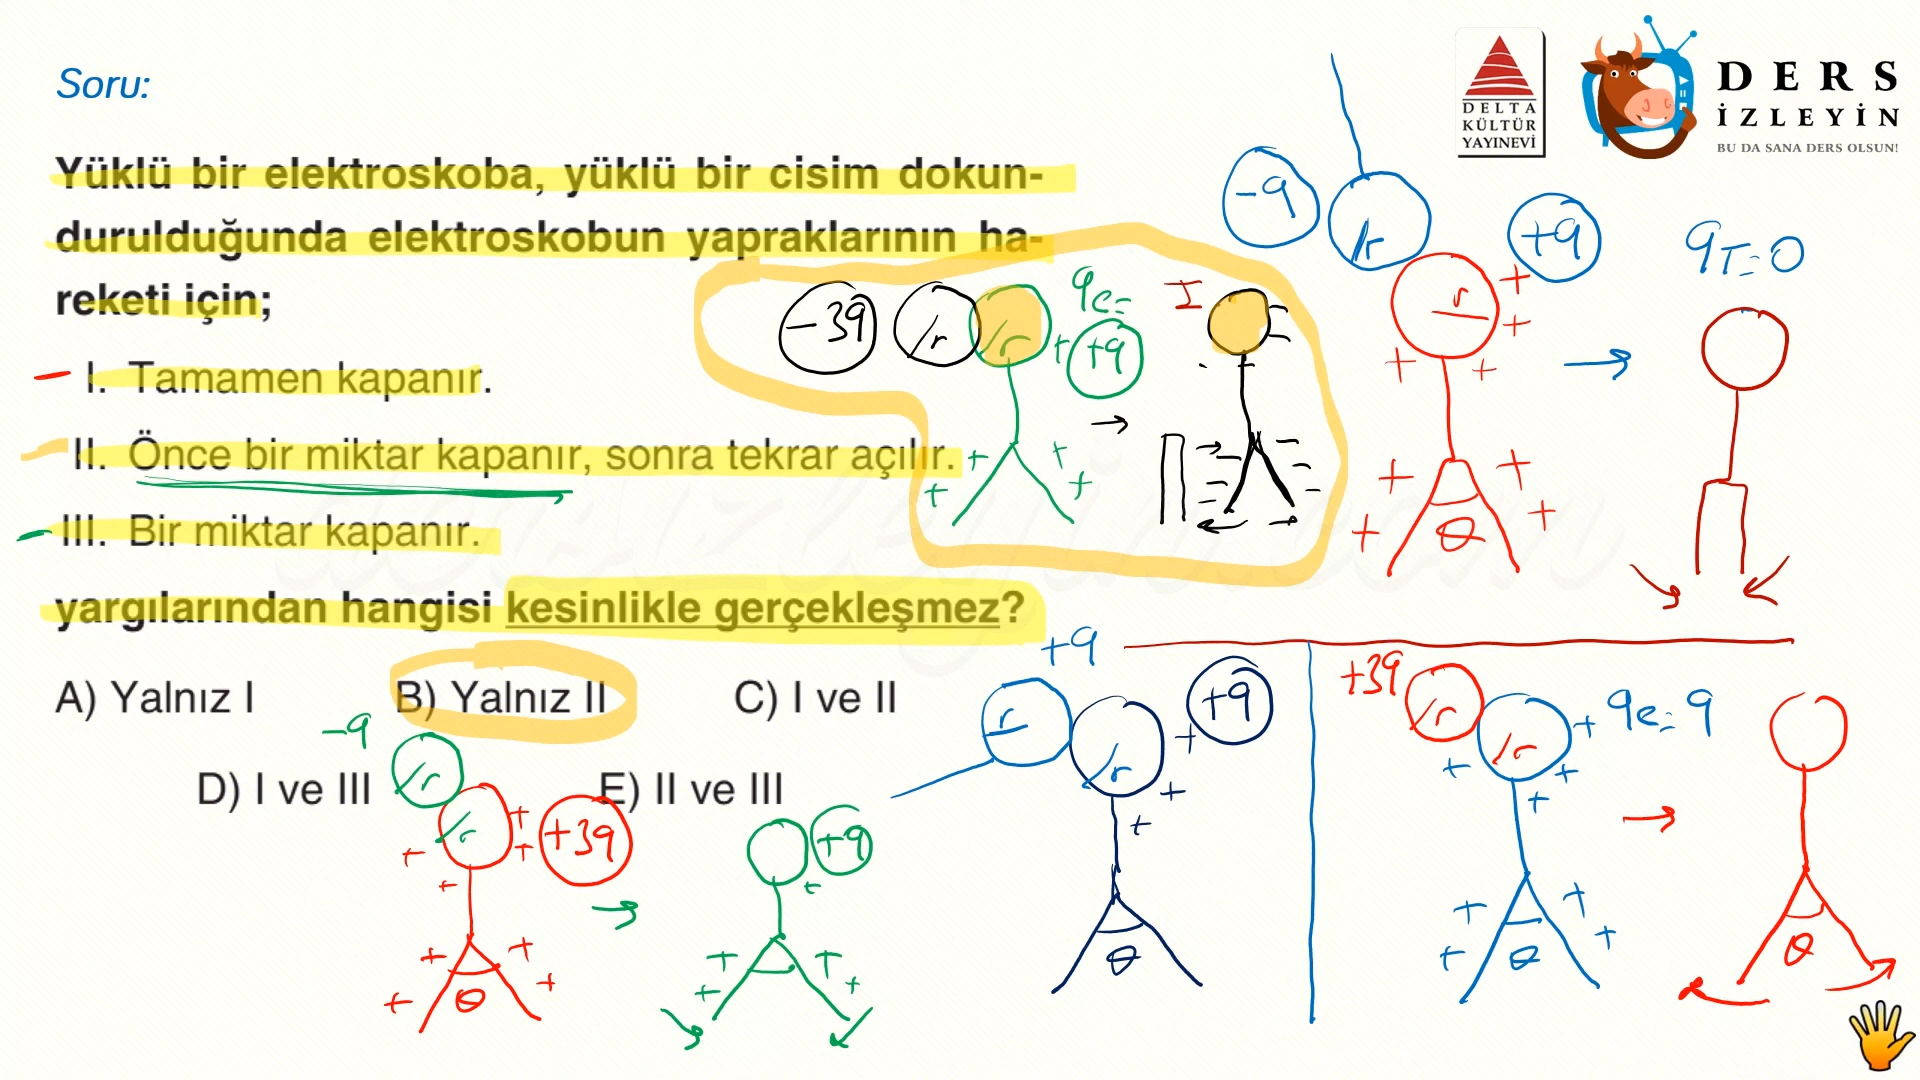 Soru:
DELTA
KÜLTÜR
YAYINEVİ
DERS
İZLEYİN
BU DA SANA DERS OLSUN!
Yüklü bir elektroskoba, yüklü bir cisim dokun-
durulduğunda elektroskobun yapraklarının ha-
reketi için;
I. Tamamen kapanır.
II. Önce bir miktar kapanır, sonra tekrar açılır.
III. Bir miktar kapanır.
yargılarından hangisi kesinlikle gerçekleşmez?
A) Yalnız I B) Yalnız II C) I ve II
D) I ve III E) II ve III
-q r +q qT=0
-3q r r qe= +q I r
θ
+q r r +q θ
+3q r r qe=q θ θ
-q r r +3q θ +q